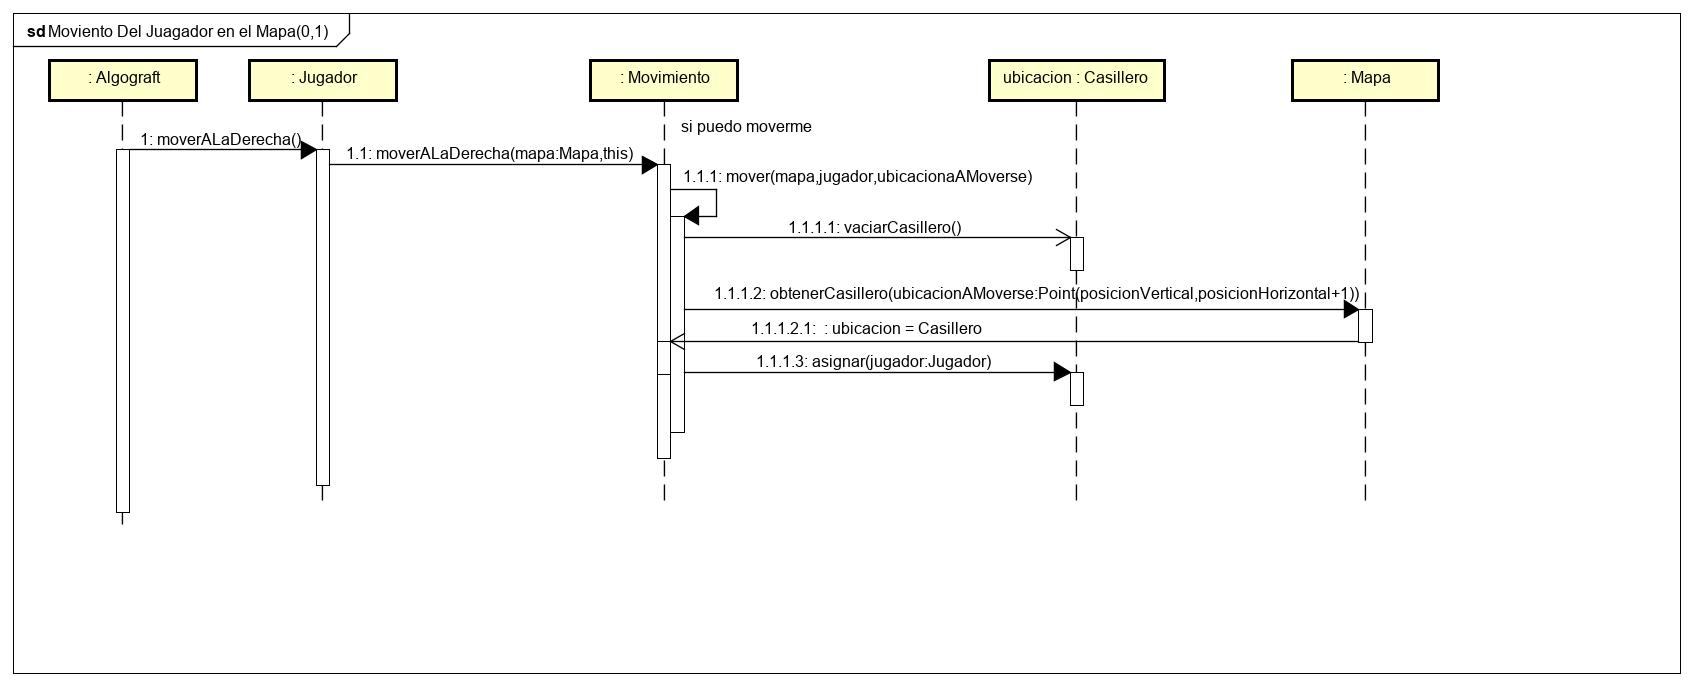 sd Moviento Del Juagador en el Mapa(0,1)
: Algograft
: Jugador
: Movimiento
ubicacion : Casillero
: Mapa
si puedo moverme
1: moverALaDerecha()
1.1: moverALaDerecha(mapa:Mapa,this)
1.1.1: mover(mapa,jugador,ubicacionaAMoverse)
1.1.1.1: vaciarCasillero()
1.1.1.2: obtenerCasillero(ubicacionAMoverse:Point(posicionVertical,posicionHorizontal+1))
1.1.1.2.1:  : ubicacion = Casillero
1.1.1.3: asignar(jugador:Jugador)